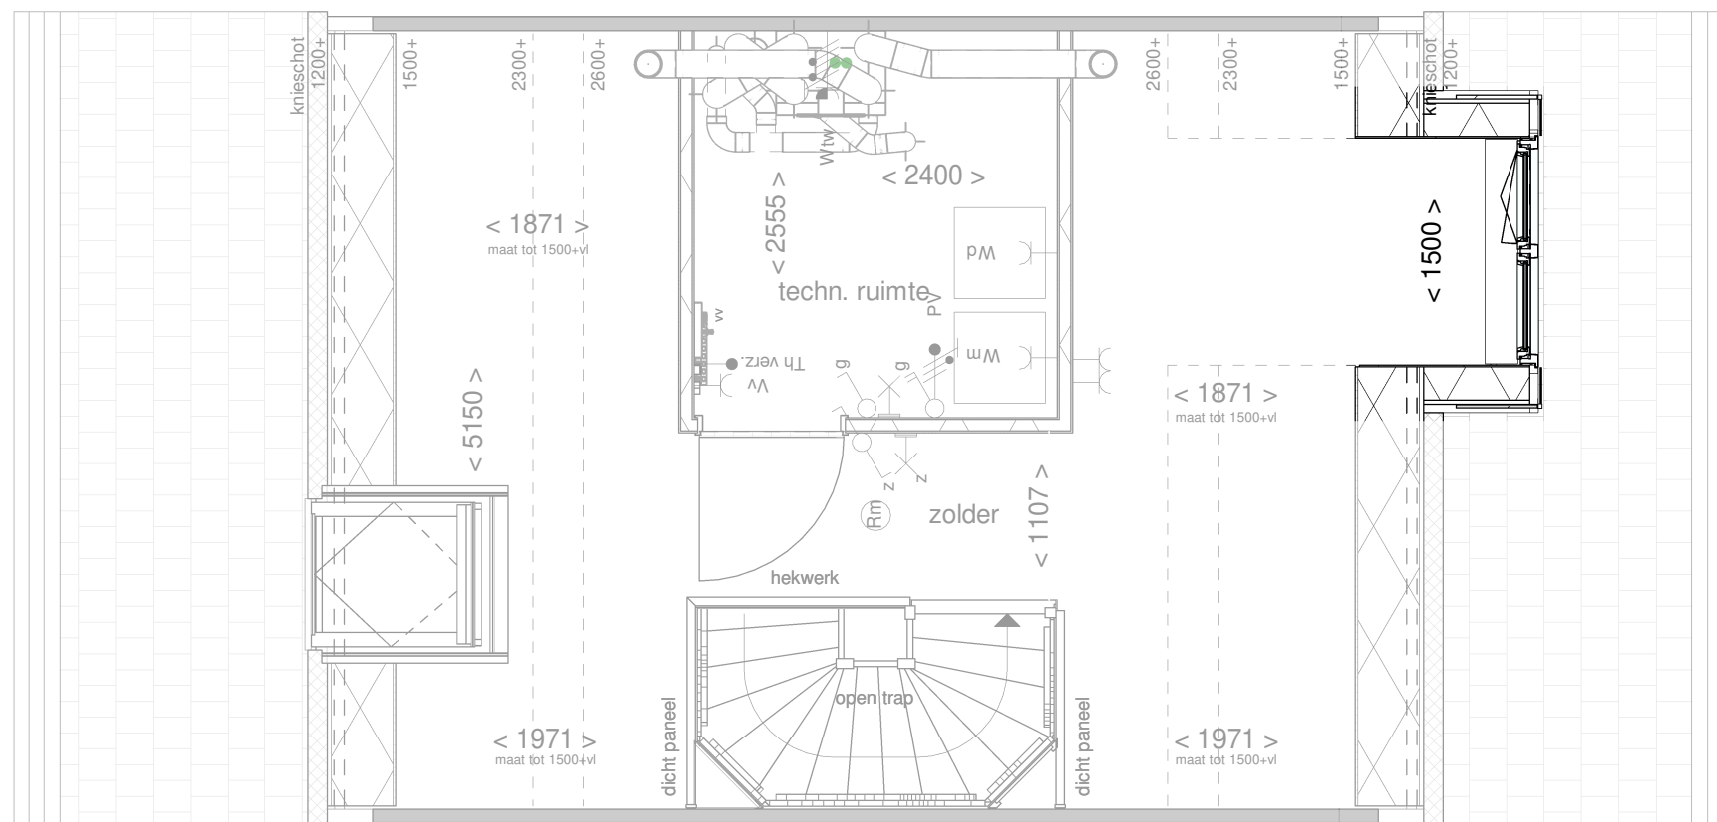 knieschot
1200+
1500+
2300+
2600+
2600+
2300+
1500+
knieschot
1200+
Wtw
< 2400 >
< 1871 >
maat tot 1500+vl
< 2555 >
Wd
< 1500 >
techn. ruimte
PV
vv
Th verz.
Vv
g
g
Wm
< 5150 >
< 1871 >
maat tot 1500+vl
z
z
Rm
zolder
< 1107 >
hekwerk
open trap
dicht paneel
dicht paneel
< 1971 >
maat tot 1500+vl
< 1971 >
maat tot 1500+vl